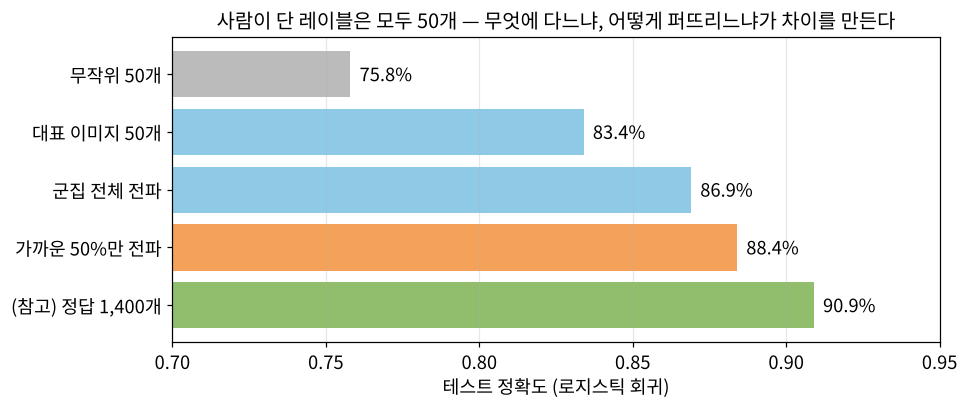 사람이 단 레이블은 모두 50개 — 무엇에 다느냐, 어떻게 퍼뜨리느냐가 차이를 만든다
무작위 50개
75.8%
대표 이미지 50개
83.4%
군집 전체 전파
86.9%
가까운 50%만 전파
88.4%
(참고) 정답 1,400개
90.9%
0.70 0.75 0.80 0.85 0.90 0.95
테스트 정확도 (로지스틱 회귀)